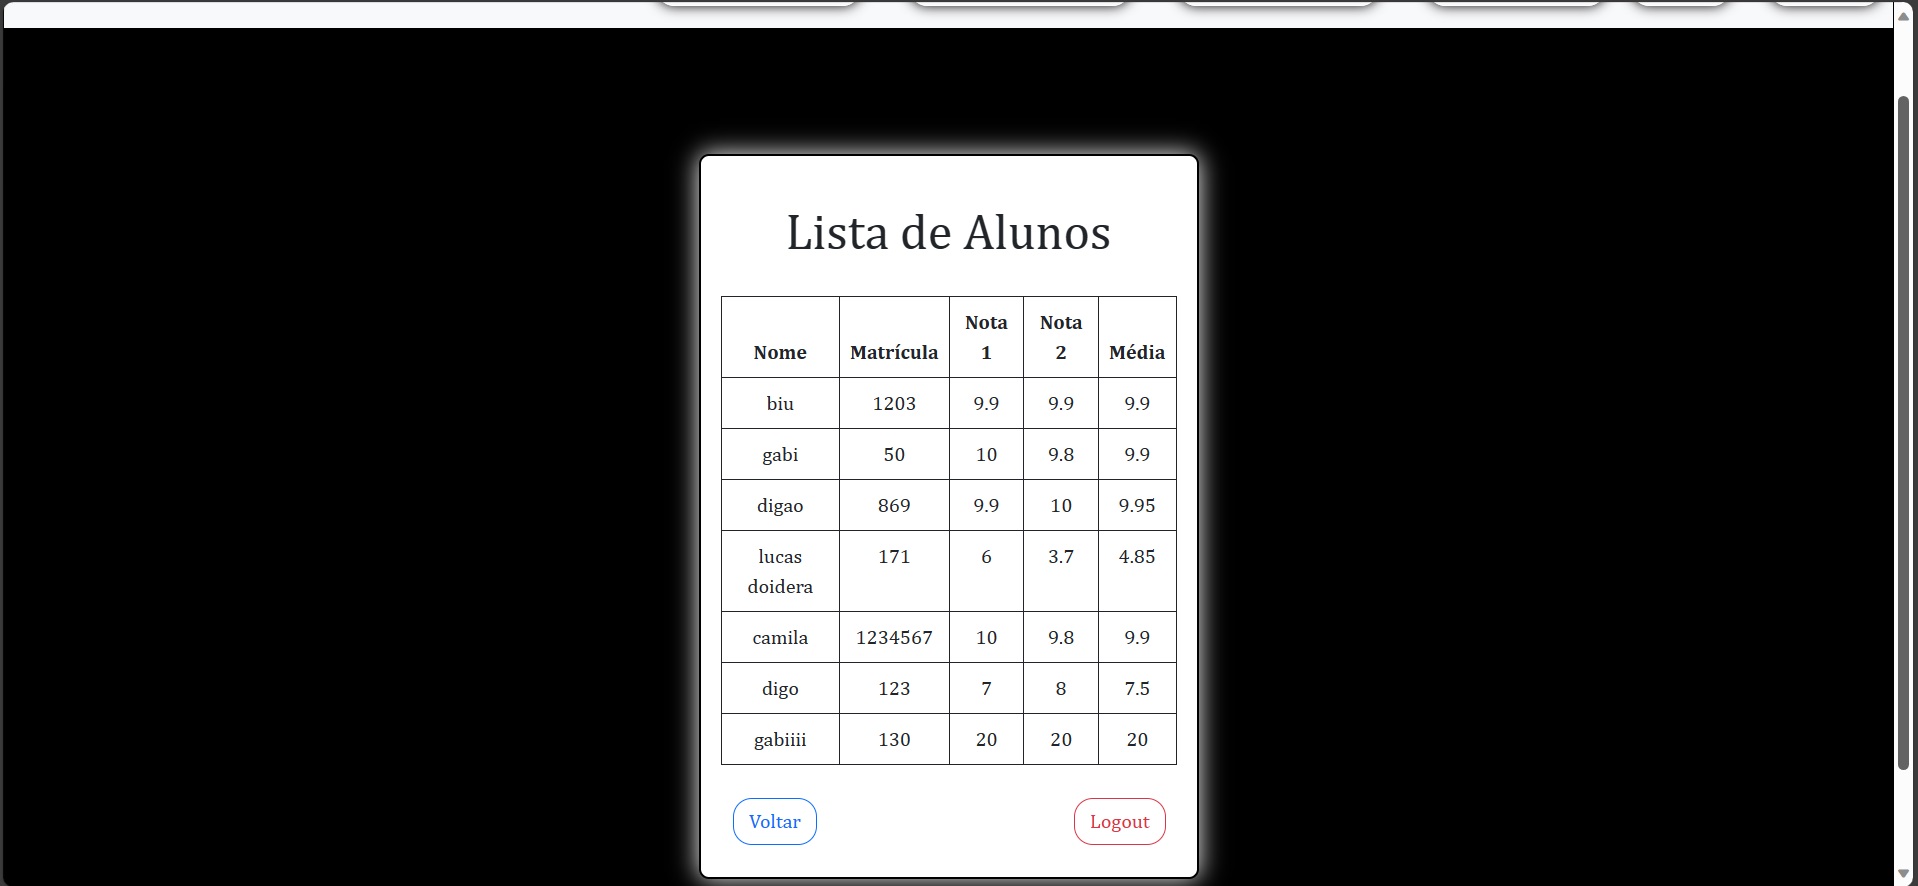 Lista de Alunos
Nome Matrícula Nota 1 Nota 2 Média
biu 1203 9.9 9.9 9.9
gabi 50 10 9.8 9.9
digao 869 9.9 10 9.95
lucas doidera 171 6 3.7 4.85
camila 1234567 10 9.8 9.9
digo 123 7 8 7.5
gabiiii 130 20 20 20
Voltar Logout